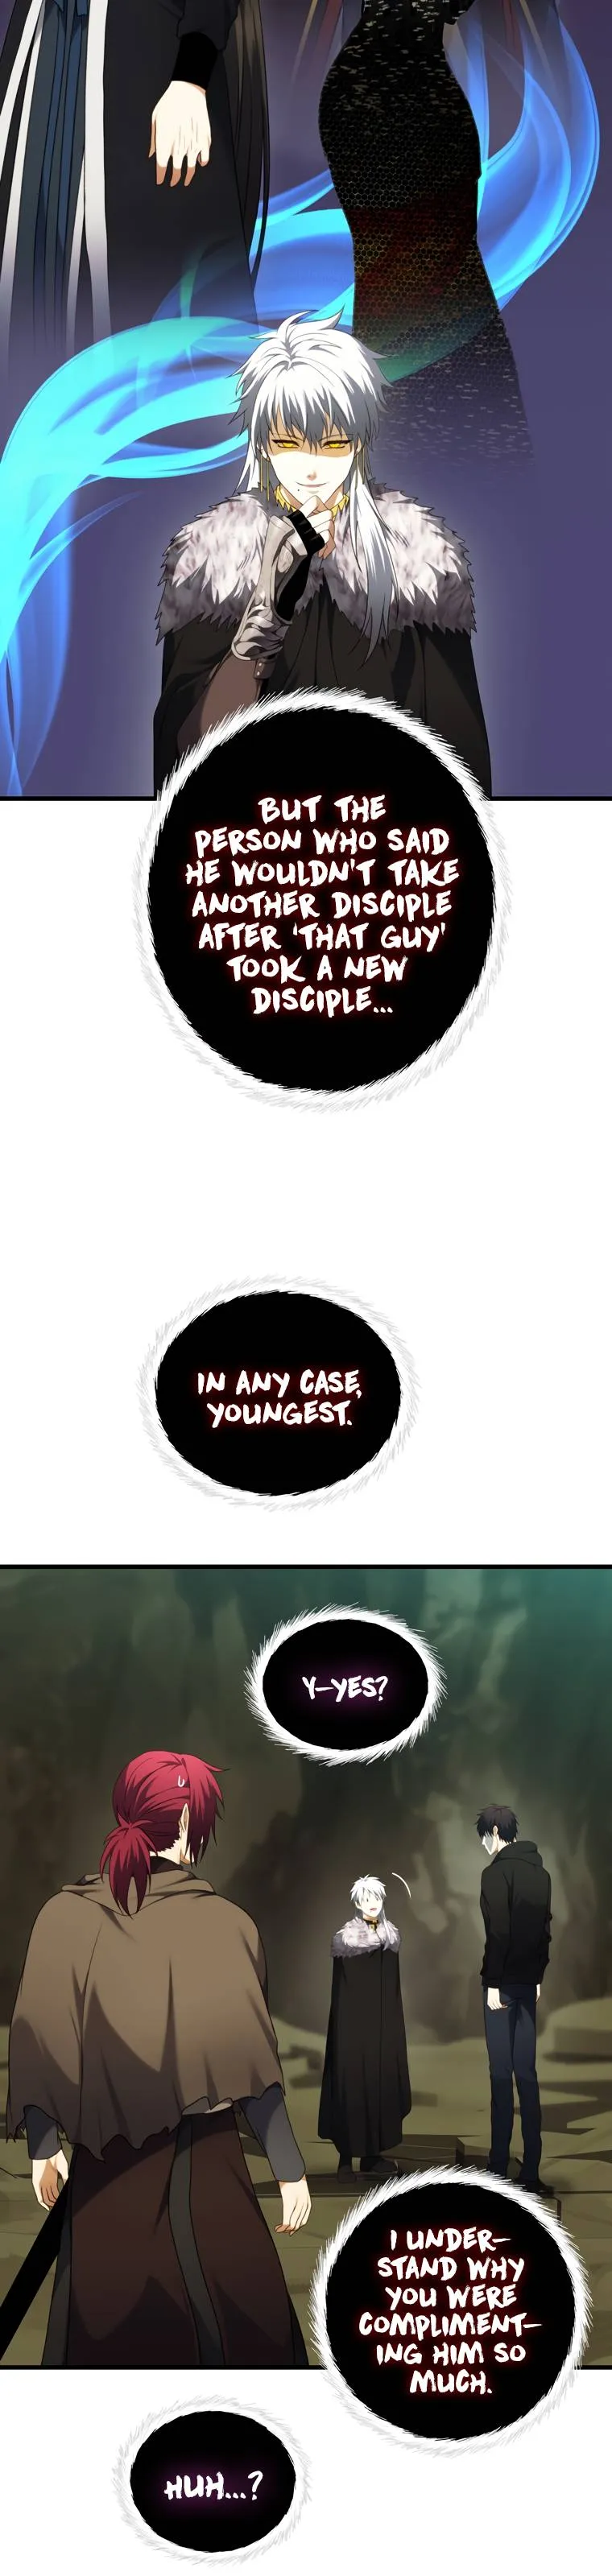 BUT THE
PERSON WHO SAID
HE WOULDN'T TAKE
ANOTHER DISCIPLE
AFTER 'THAT GUY'
TOOK A NEW
DISCIPLE...
IN ANY CASE,
YOUNGEST.
Y-YES?
I UNDER-
STAND WHY
YOU WERE
COMPLIMENT-
ING HIM SO
MUCH.
HUH...?